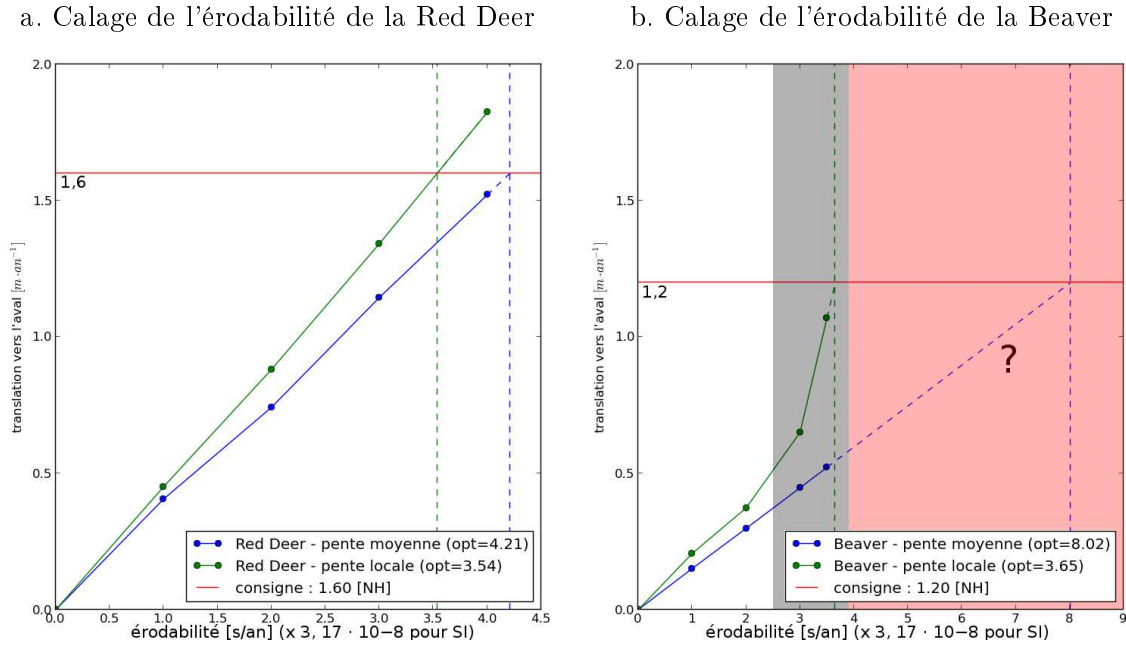 a. Calage de l'érodabilité de la Red Deer
2.0
1.5
1.0
0.5
0.0
translation vers l'aval [m·an⁻¹]
1,6
Red Deer - pente moyenne (opt=4.21)
Red Deer - pente locale (opt=3.54)
consigne : 1.60 [NH]
0.0 0.5 1.0 1.5 2.0 2.5 3.0 3.5 4.0 4.5
érodabilité [s/an] (x 3, 17 · 10−8 pour SI)
b. Calage de l'érodabilité de la Beaver
2.0
1.5
1.0
0.5
0.0
translation vers l'aval [m·an⁻¹]
1,2
?
Beaver - pente moyenne (opt=8.02)
Beaver - pente locale (opt=3.65)
consigne : 1.20 [NH]
0 1 2 3 4 5 6 7 8 9
érodabilité [s/an] (x 3, 17 · 10−8 pour SI)